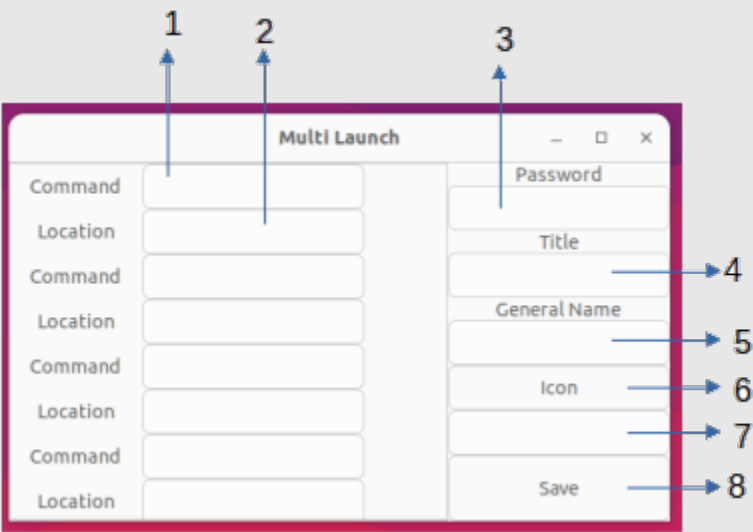 1 2 3
Multi Launch
Command
Location
Command
Location
Command
Location
Command
Location
Password
Title
4
General Name
5
Icon
6
7
Save
8